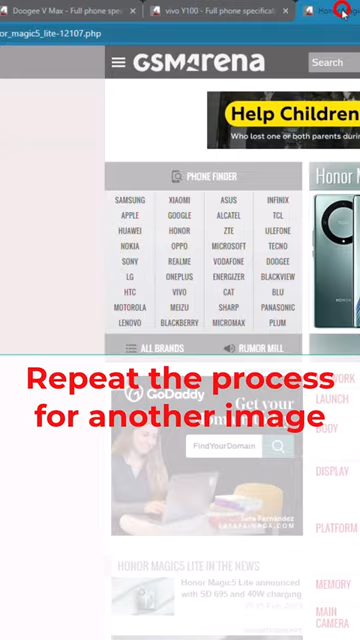 Doogee V Max - Full phone spec
vivo Y100 - Full phone specificati
or_magic5_lite-12107.php
GSMarena
Search
Help Children
Who lost one or both parents durin
PHONE FINDER
Honor Ma
SAMSUNG XIAOMI ASUS INFINIX
APPLE GOOGLE ALCATEL TCL
HUAWEI HONOR ZTE ULEFONE
NOKIA OPPO MICROSOFT TECNO
SONY REALME VODAFONE DOOGEE
LG ONEPLUS ENERGIZER BLACKVIEW
HTC VIVO CAT BLU
MOTOROLA MEIZU SHARP PANASONIC
LENOVO BLACKBERRY MICROMAX PLUM
ALL BRANDS RUMOR MILL
Repeat the process
for another image
GoDaddy
Get your
FindYourDomain
LAUNCH
BODY
DISPLAY
PLATFORM
HONOR MAGIC5 LITE IN THE NEWS
Honor Magic5 Lite announced
with SD 695 and 40W charging
MEMORY
MAIN
CAMERA